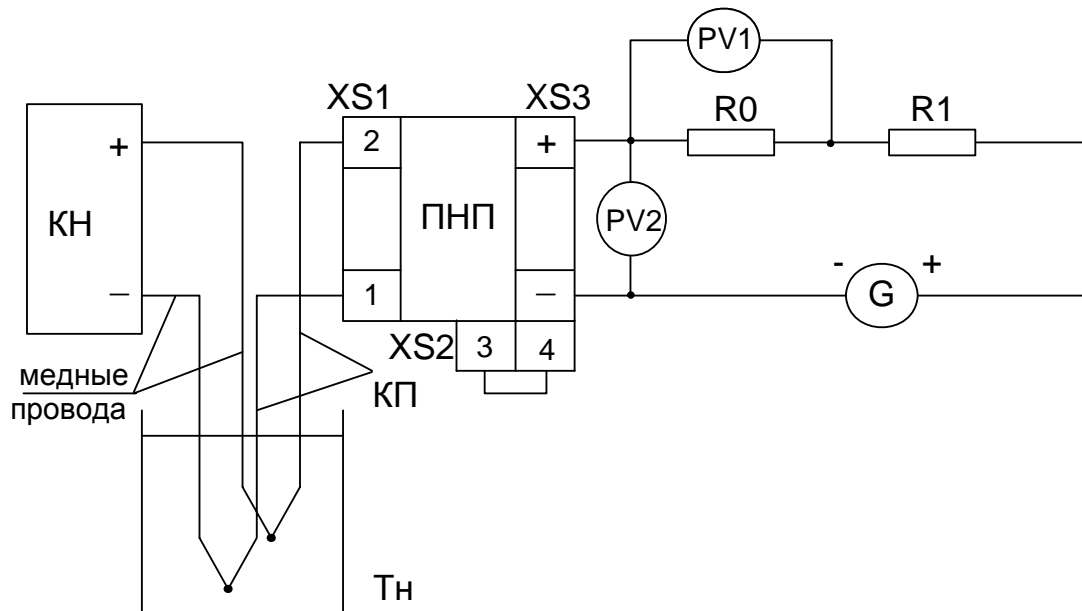 PV1
XS1 XS3
R0 R1
+ 2 +
КН ПНП PV2
- +
G
– 1 –
XS2 3 4
медные
провода
КП
Тн